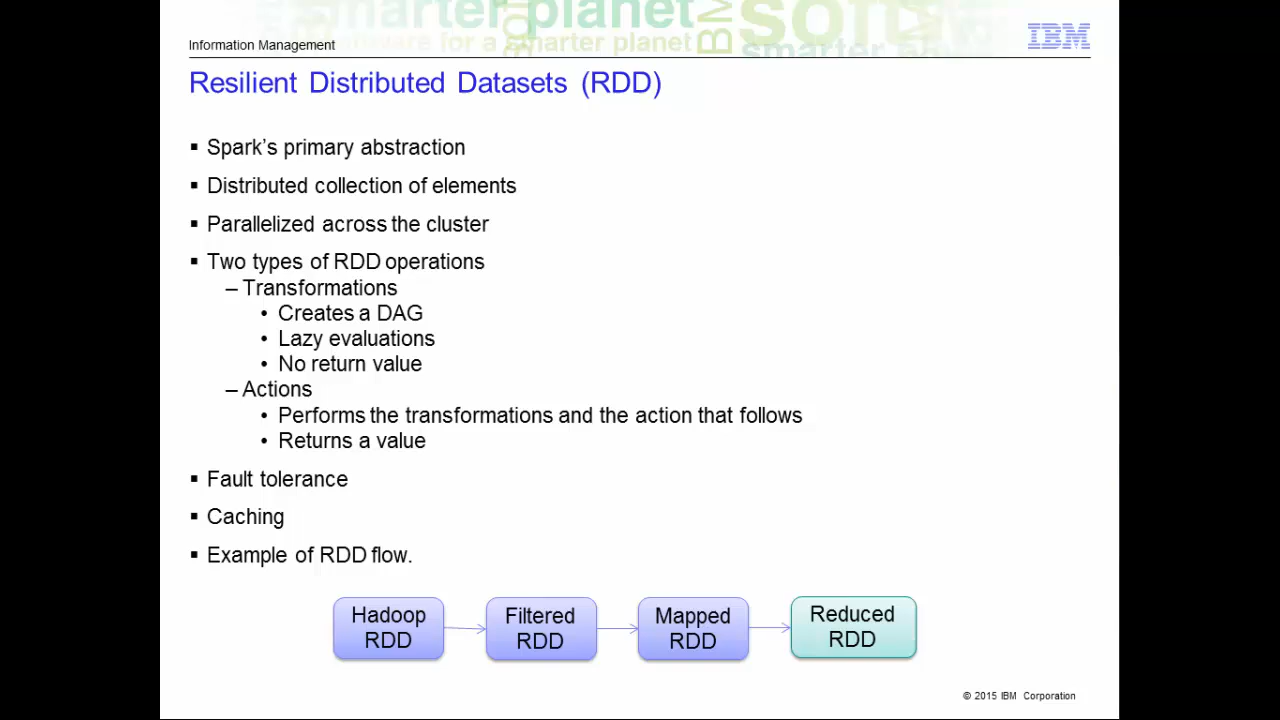 Information Management
IBM
Resilient Distributed Datasets (RDD)
▪ Spark's primary abstraction
▪ Distributed collection of elements
▪ Parallelized across the cluster
▪ Two types of RDD operations
– Transformations
• Creates a DAG
• Lazy evaluations
• No return value
– Actions
• Performs the transformations and the action that follows
• Returns a value
▪ Fault tolerance
▪ Caching
▪ Example of RDD flow.
Hadoop
RDD
Filtered
RDD
Mapped
RDD
Reduced
RDD
© 2015 IBM Corporation